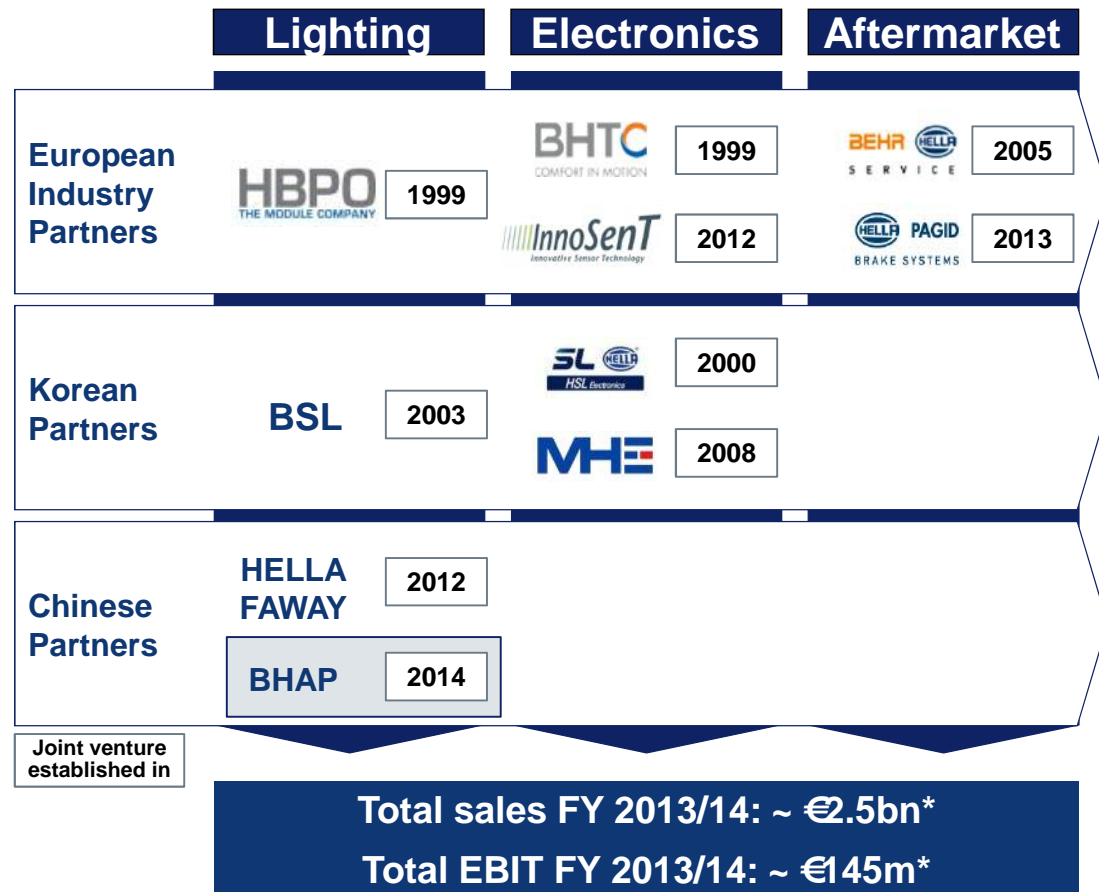 Lighting
Electronics
Aftermarket
European
Industry
Partners
HBPO
THE MODULE COMPANY
1999
BHTC
COMFORT IN MOTION
1999
InnoSenT
Innovative Sensor Technology
2012
BEHR HELLA
SERVICE
2005
HELLA PAGID
BRAKE SYSTEMS
2013
Korean
Partners
BSL
2003
SL HELLA
HSL Electronics
2000
MHE
2008
Chinese
Partners
HELLA
FAWAY
2012
BHAP
2014
Joint venture
established in
Total sales FY 2013/14: ~ €2.5bn*
Total EBIT FY 2013/14: ~ €145m*